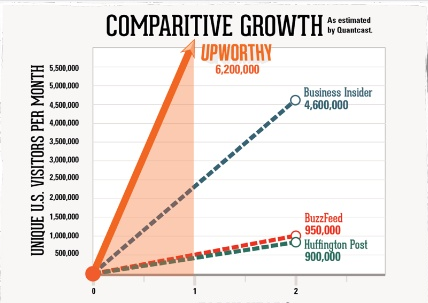 COMPARITIVE GROWTH
As estimated
by Quantcast.
UPWORTHY
6,200,000
UNIQUE U.S. VISITORS PER MONTH
5,500,000
5,000,000
4,500,000
4,000,000
3,500,000
3,000,000
2,500,000
2,000,000
1,500,000
1,000,000
500,000
Business Insider
4,600,000
BuzzFeed
950,000
Huffington Post
900,000
0
1
2